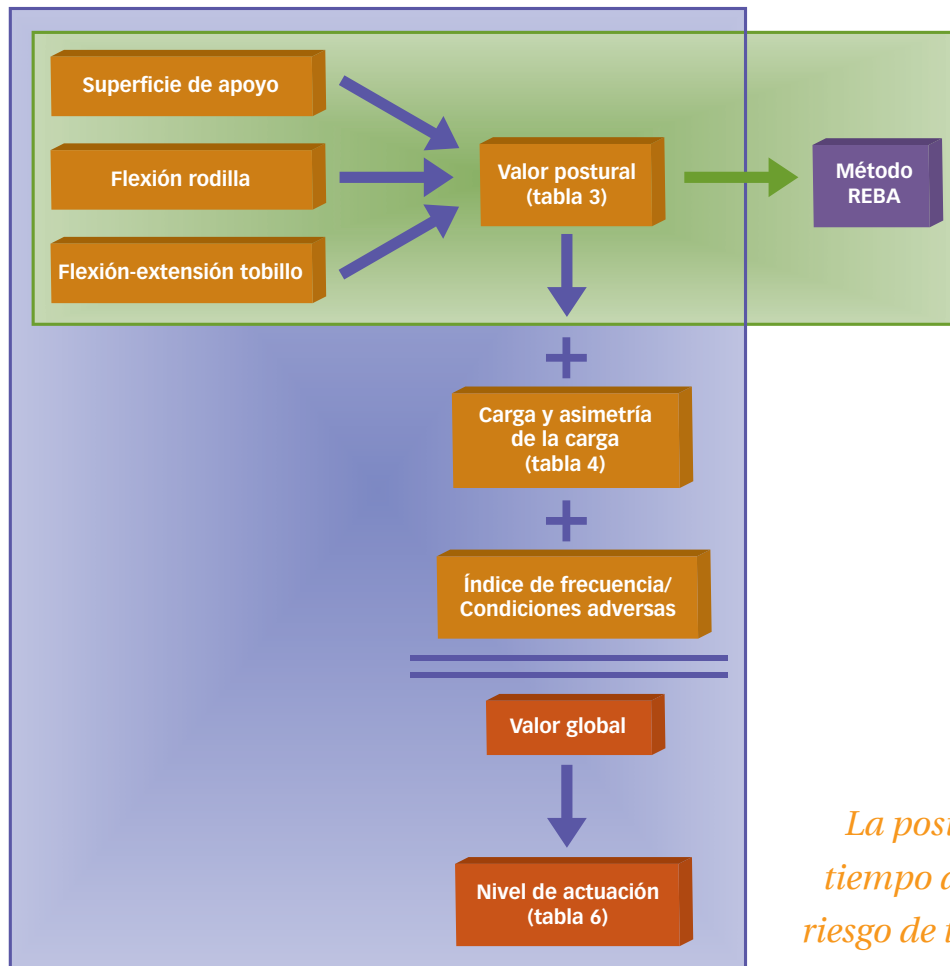 Superficie de apoyo
Flexión rodilla
Flexión-extensión tobillo
Valor postural
(tabla 3)
Método
REBA
+
Carga y asimetría
de la carga
(tabla 4)
+
Índice de frecuencia/
Condiciones adversas
Valor global
Nivel de actuación
(tabla 6)
La posi
tiempo
riesgo de